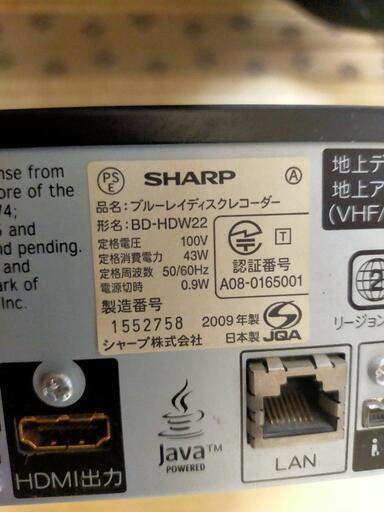 nse from
ore of the
74;
6 and
nd pending.
are
ark of
Inc.
PS
E
SHARP
A
品名:ブルーレイディスクレコーダー
形名:BD-HDW22
定格電圧 100V
定格消費電力 43W
定格周波数 50/60Hz
電源切時 0.9W
T
認証番号
A08-0165001
製造番号
1552758
2009年製
シャープ株式会社
日本製
JQA
地上デ
地上ア
(VHF/
2
リージョン
HDMI出力
Java
POWERED
LAN
i.